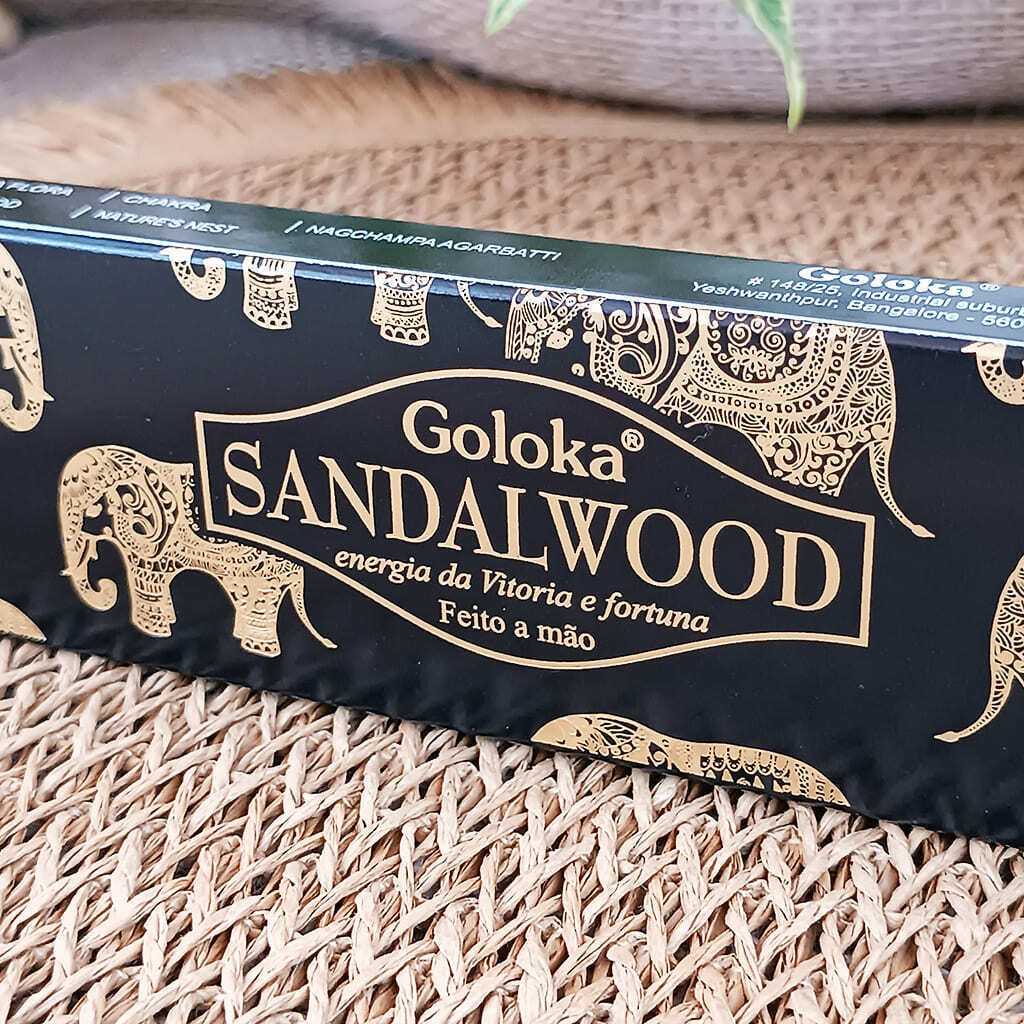 FLORA / CHAKRA
/ NATURE'S NEST / NAGCHAMPA AGARBATTI
Goloka®
# 148/25, Industrial suburb
Yeshwanthpur, Bangalore - 560
Goloka®
SANDALWOOD
energia da Vitoria e fortuna
Feito a mão